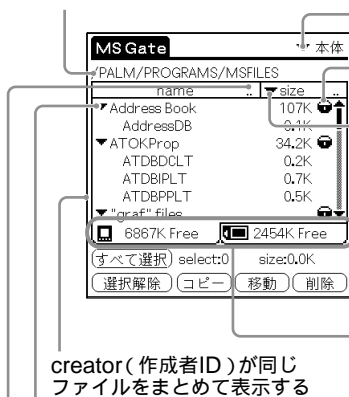 MS Gate 本体
/PALM/PROGRAMS/MSFILES
name .. size ..
Address Book 107K
AddressDB 0.1K
ATOKProp 34.2K
ATDBDCLT 0.2K
ATDBIPLT 0.7K
ATDBPPLT 0.5K
"graf" files
6867K Free 2454K Free
すべて選択 select:0 size:0.0K
選択解除 コピー 移動 削除
creator(作成者ID)が同じ
ファイルをまとめて表示する